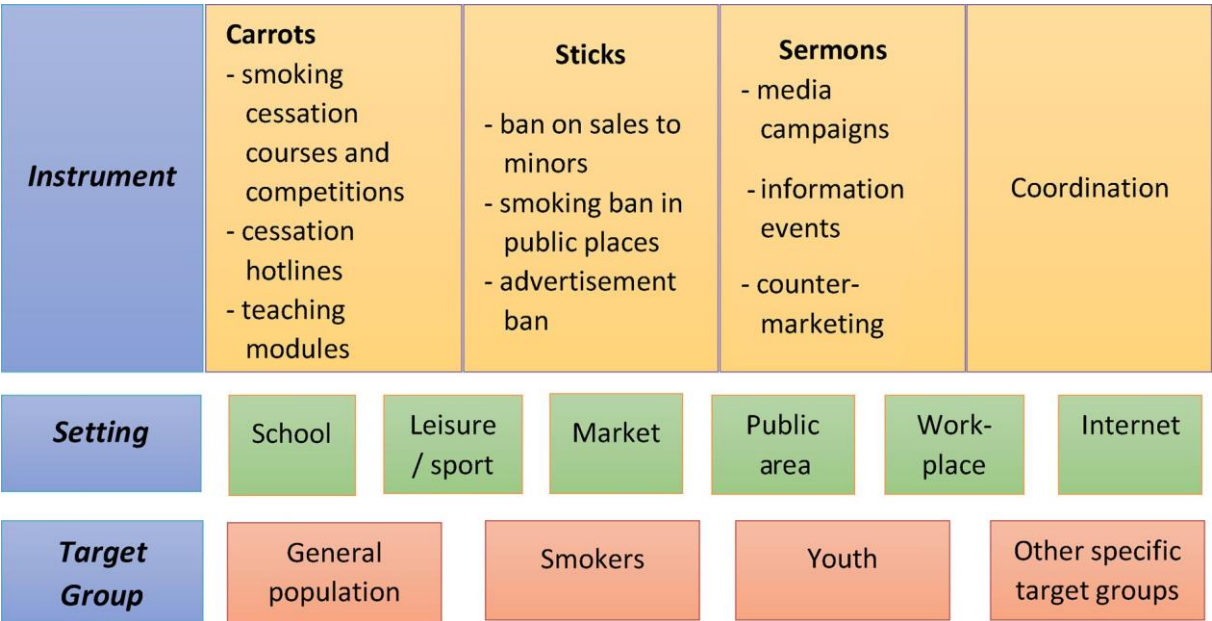 Instrument
Carrots
- smoking
cessation
courses and
competitions
- cessation
hotlines
- teaching
modules
Sticks
- ban on sales to
minors
- smoking ban in
public places
- advertisement
ban
Sermons
- media
campaigns
- information
events
- counter-
marketing
Coordination
Setting
School
Leisure
/ sport
Market
Public
area
Work-
place
Internet
Target
Group
General
population
Smokers
Youth
Other specific
target groups